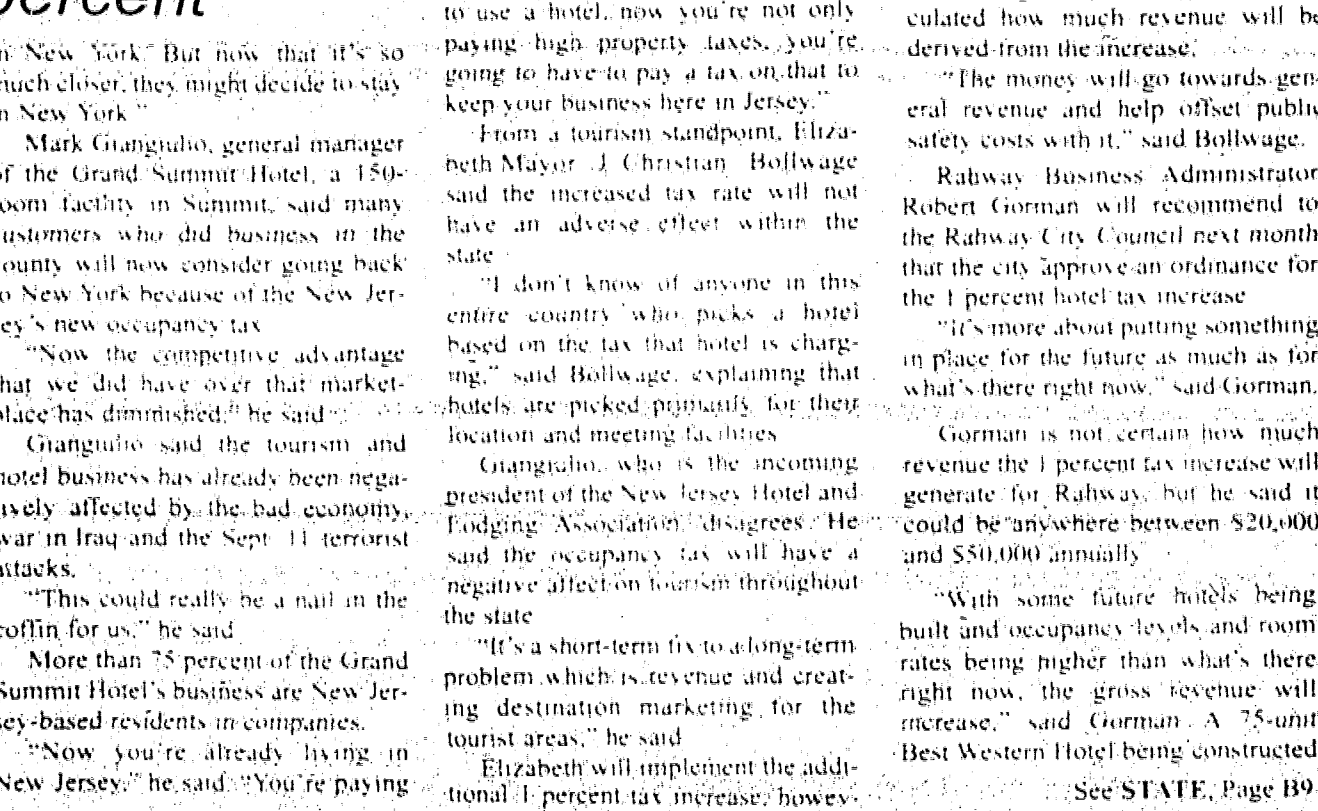 percent
n New York. But now that it's so
much closer, they might decide to stay
n New York."
Mark Giangiulio, general manager
of the Grand Summit Hotel, a 150-
room facility in Summit, said many
customers who did business in the
county will now consider going back
to New York because of the New Jer-
sey's new occupancy tax.
"Now the competitive advantage
that we did have over that market-
place has diminished," he said.
Giangiulio said the tourism and
hotel business has already been nega-
tively affected by the bad economy,
war in Iraq and the Sept. 11 terrorist
attacks.
"This could really be a nail in the
coffin for us," he said.
More than 75 percent of the Grand
Summit Hotel's business are New Jer-
sey-based residents in companies.
"Now you're already living in
New Jersey," he said. "You're paying
to use a hotel, now you're not only
paying high property taxes, you're
going to have to pay a tax on that to
keep your business here in Jersey."
From a tourism standpoint, Eliza-
beth Mayor J. Christian Bollwage
said the increased tax rate will not
have an adverse effect within the
state.
"I don't know of anyone in this
entire country who picks a hotel
based on the tax that hotel is charg-
ing," said Bollwage, explaining that
hotels are picked primarily for their
location and meeting facilities.
Giangiulio, who is the incoming
president of the New Jersey Hotel and
Lodging Association, disagrees. He
said the occupancy tax will have a
negative affect on tourism throughout
the state.
"It's a short-term fix to a long-term
problem which is revenue and creat-
ing destination marketing for the
tourist areas," he said.
Elizabeth will implement the addi-
tional 1 percent tax increase, howev-
culated how much revenue will be
derived from the increase.
"The money will go towards gen-
eral revenue and help offset public
safety costs with it," said Bollwage.
Rahway Business Administrator
Robert Gorman will recommend to
the Rahway City Council next month
that the city approve an ordinance for
the 1 percent hotel tax increase.
"It's more about putting something
in place for the future as much as for
what's there right now," said Gorman.
Gorman is not certain how much
revenue the 1 percent tax increase will
generate for Rahway, but he said it
could be anywhere between $20,000
and $50,000 annually.
"With some future hotels being
built and occupancy levels and room
rates being higher than what's there
right now, the gross revenue will
increase," said Gorman. A 75-unit
Best Western Hotel being constructed
See STATE, Page B9